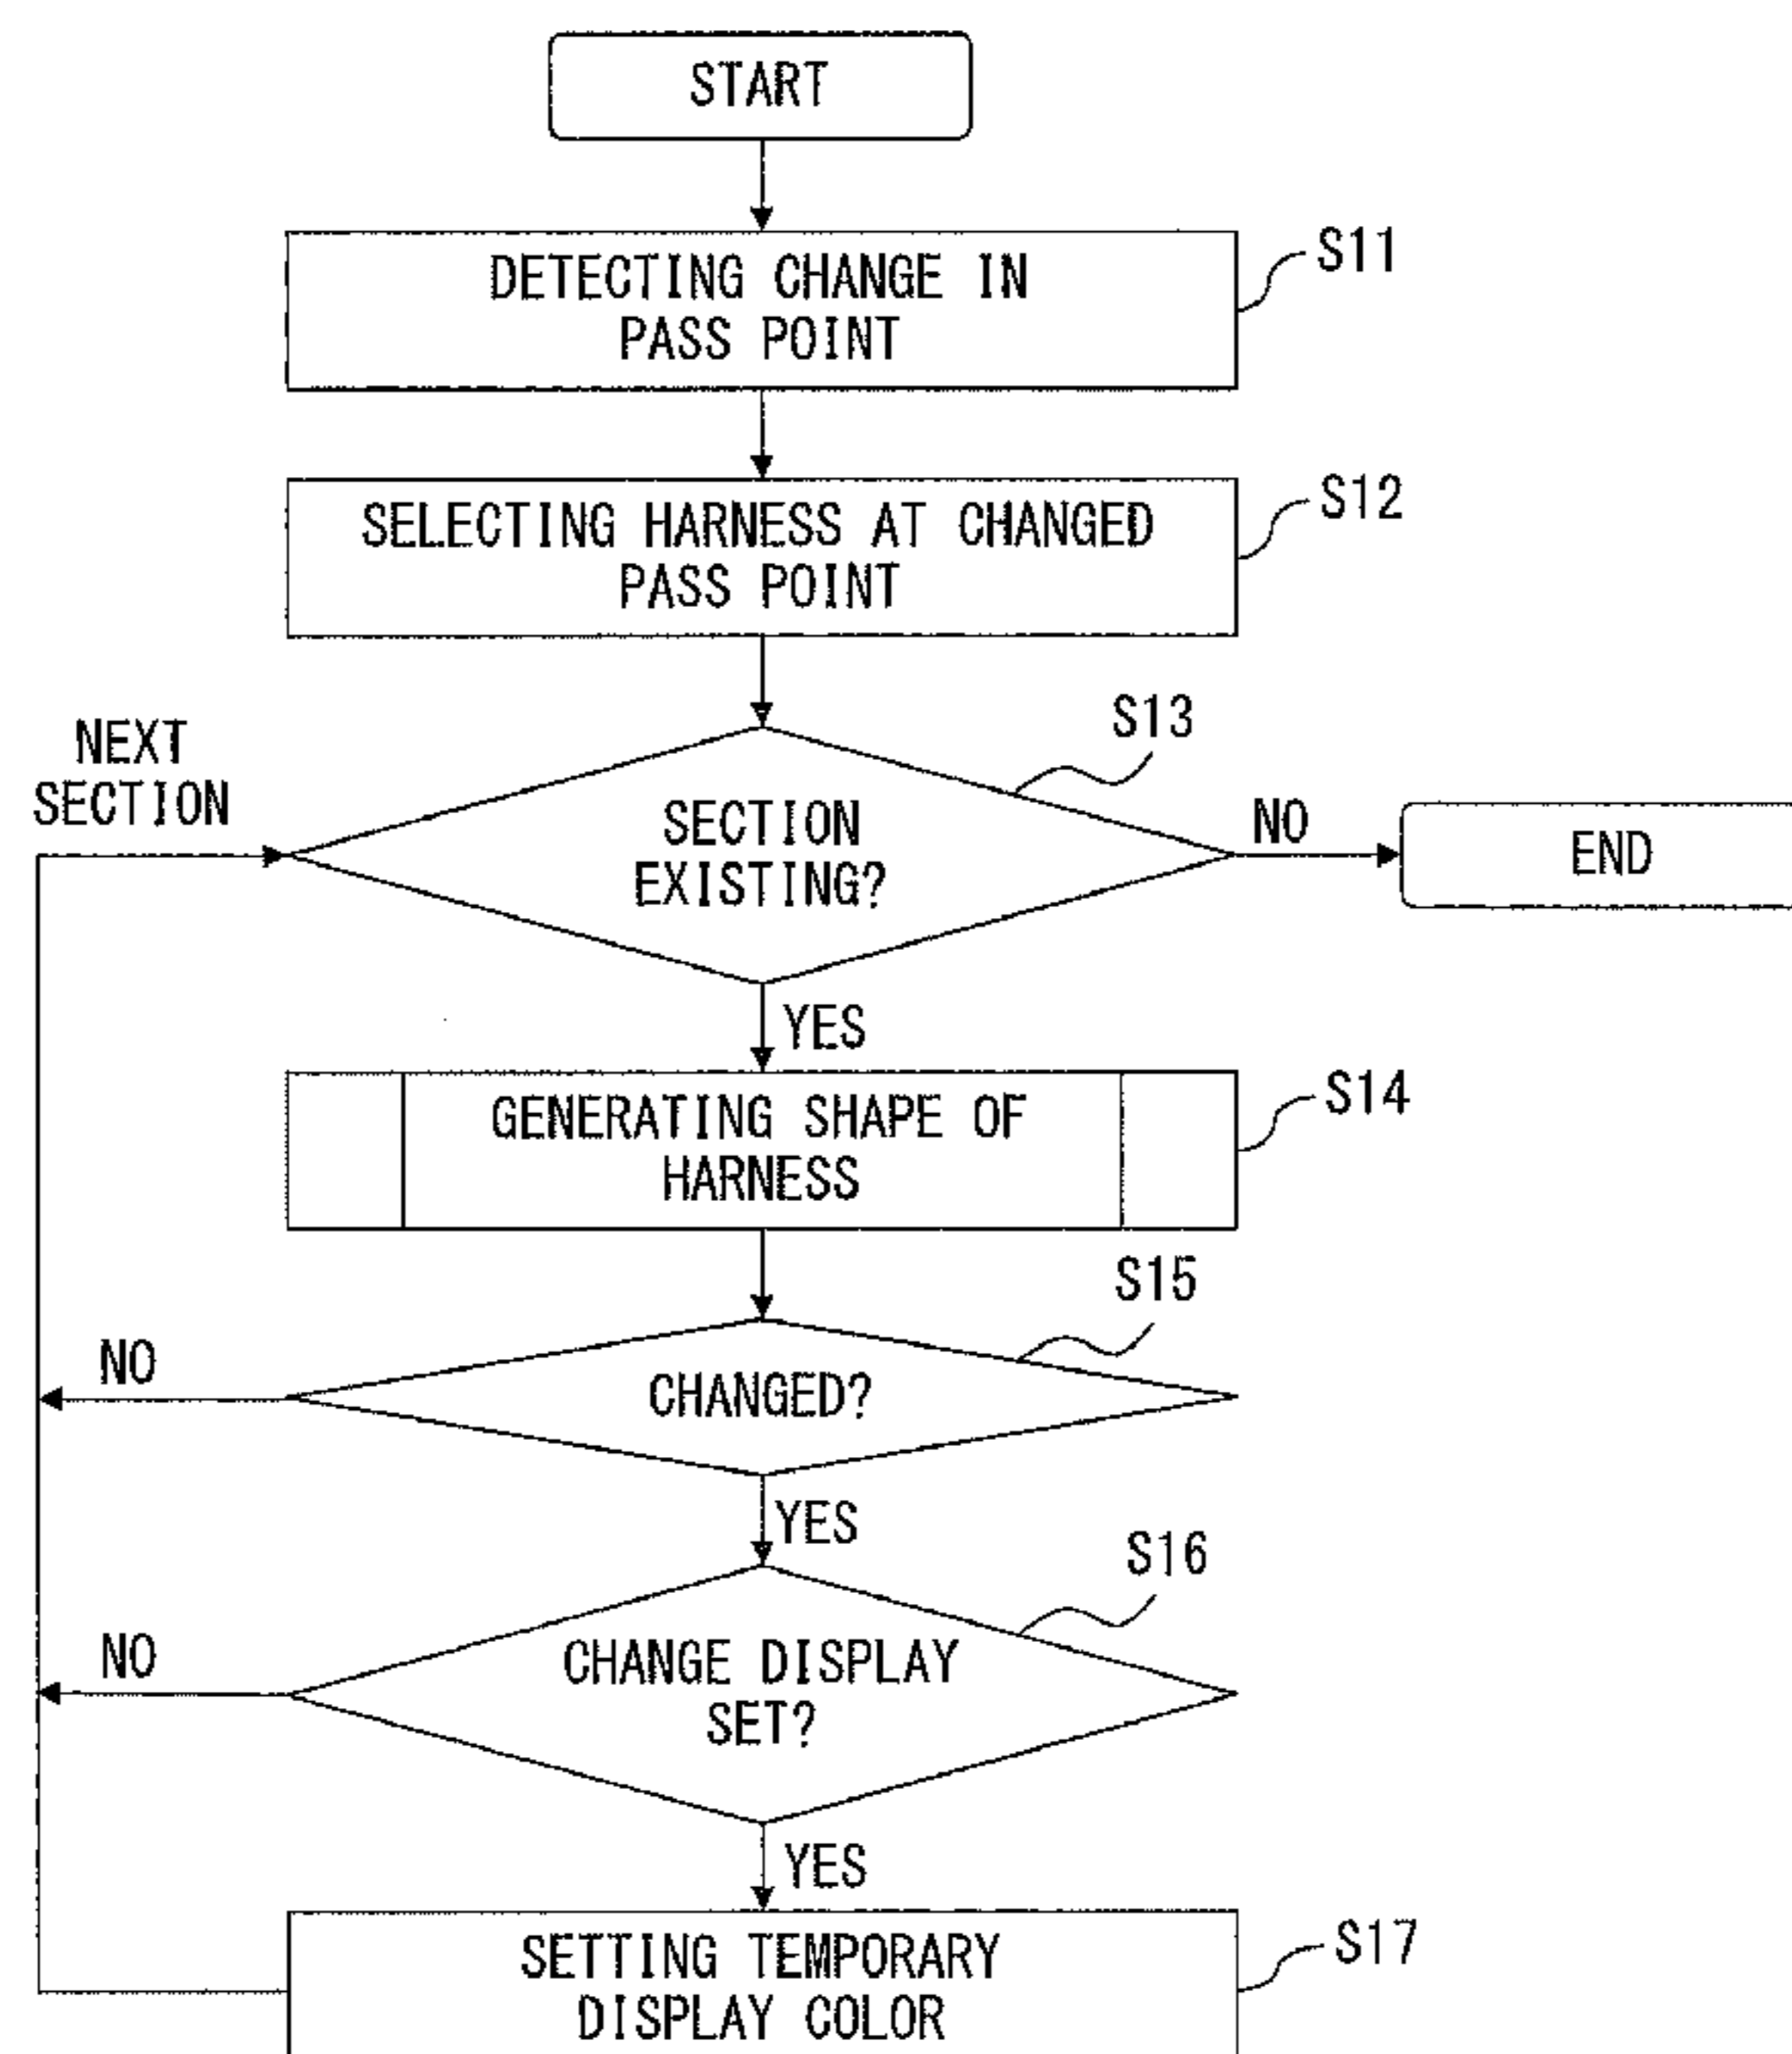 START
DETECTING CHANGE IN
PASS POINT
S11
SELECTING HARNESS AT CHANGED
PASS POINT
S12
S13
NEXT
SECTION
SECTION
EXISTING?
NO
END
YES
GENERATING SHAPE OF
HARNESS
S14
S15
NO
CHANGED?
YES
S16
NO
CHANGE DISPLAY
SET?
YES
SETTING TEMPORARY
DISPLAY COLOR
S17